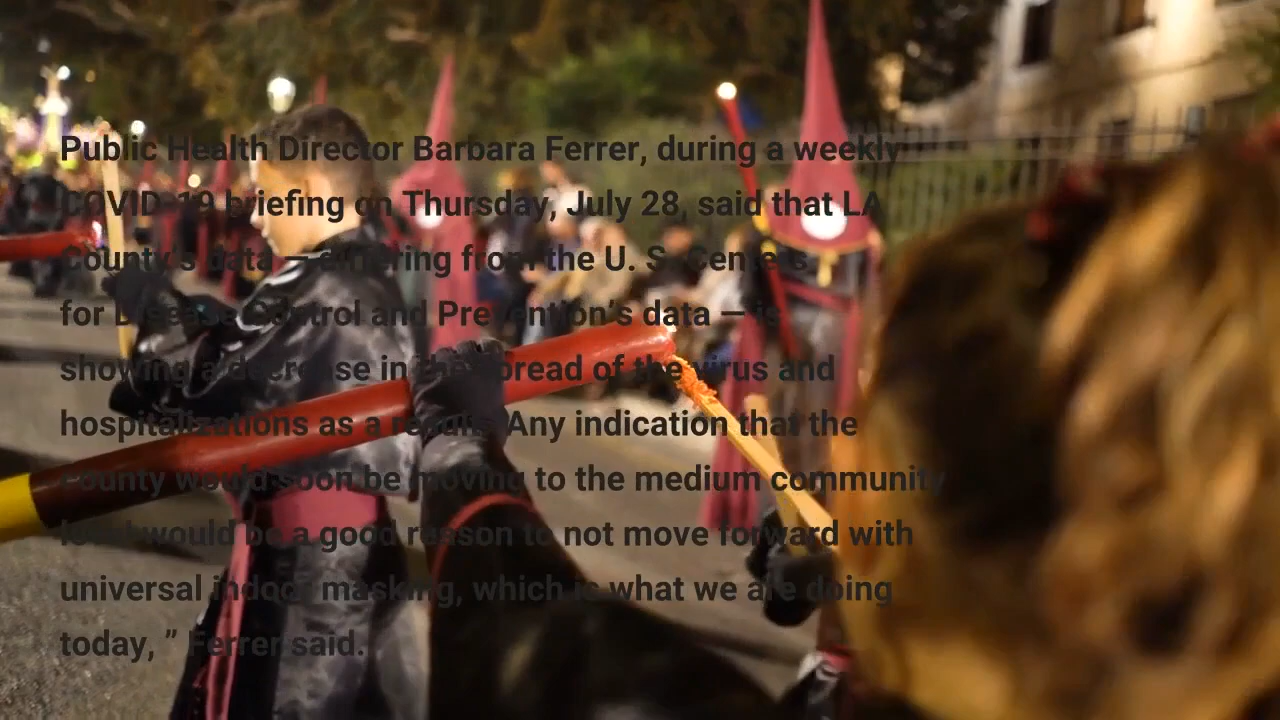 Public Health Director Barbara Ferrer, during a weekly
COVID-19 briefing on Thursday, July 28, said that LA
County's data — differing from the U. S. Centers
for Disease Control and Prevention's data — is
showing a decrease in the spread of the virus and
hospitalizations as a result. Any indication that the
county would soon be moving to the medium community
level would be a good reason to not move forward with
universal indoor masking, which is what we are doing
today, ” Ferrer said.